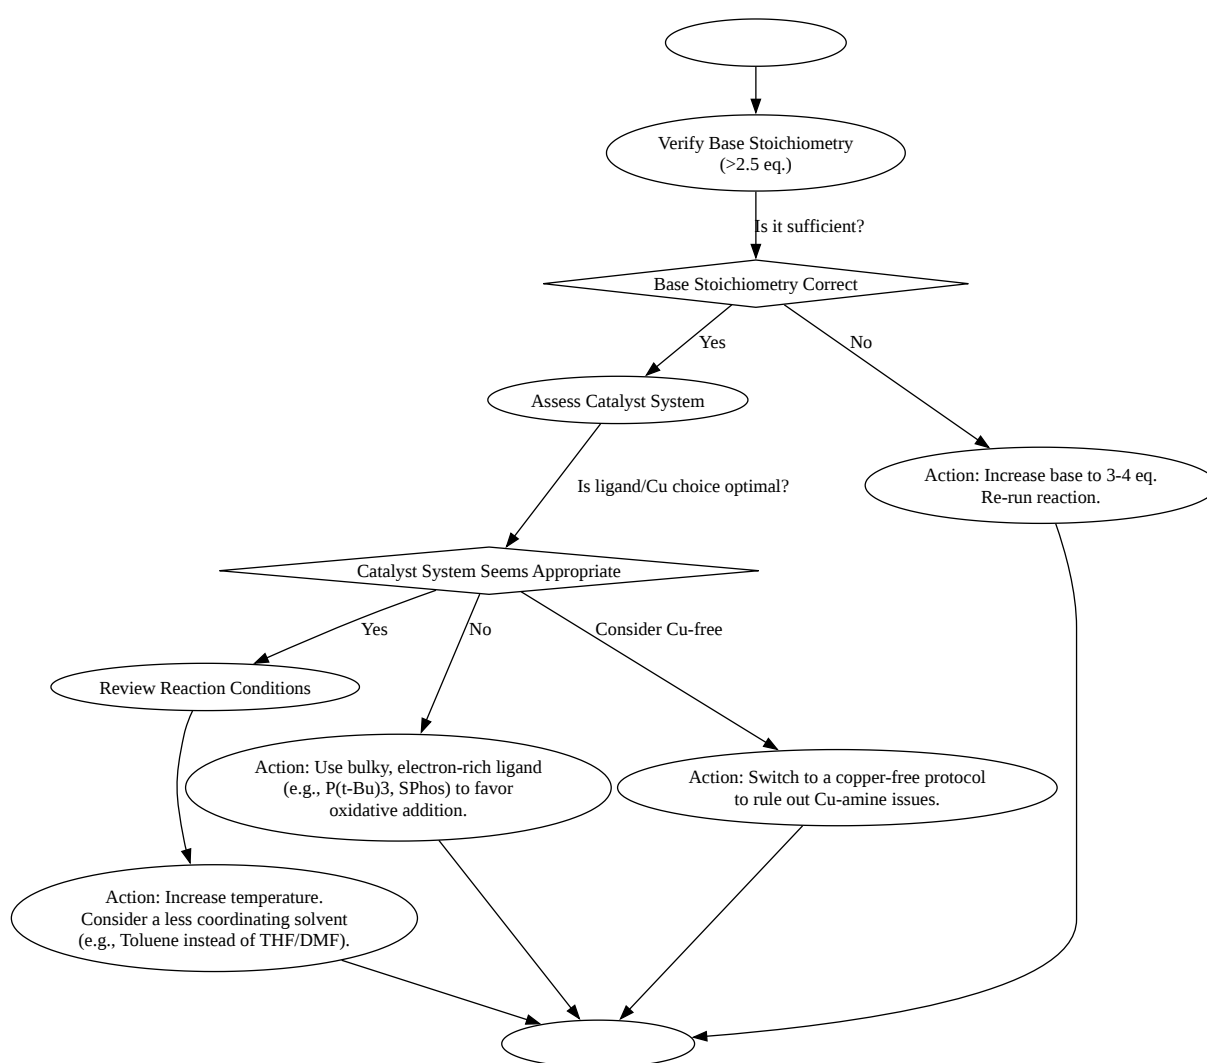 Verify Base Stoichiometry
(>2.5 eq.)
Is it sufficient?
Base Stoichiometry Correct
Yes
No
Assess Catalyst System
Action: Increase base to 3-4 eq.
Re-run reaction.
Is ligand/Cu choice optimal?
Catalyst System Seems Appropriate
Yes
No
Consider Cu-free
Review Reaction Conditions
Action: Use bulky, electron-rich ligand
(e.g., P(t-Bu)3, SPhos) to favor
oxidative addition.
Action: Switch to a copper-free protocol
to rule out Cu-amine issues.
Action: Increase temperature.
Consider a less coordinating solvent
(e.g., Toluene instead of THF/DMF).